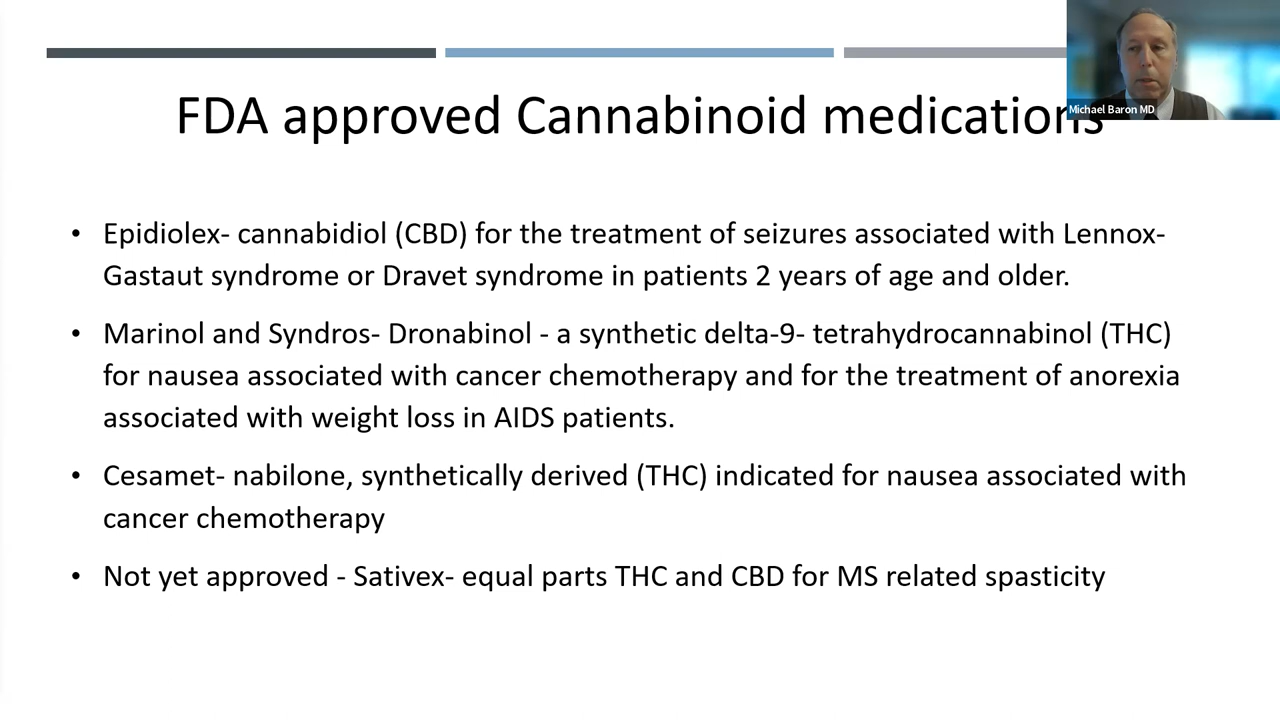 FDA approved Cannabinoid medications
Michael Baron MD
• Epidiolex- cannabidiol (CBD) for the treatment of seizures associated with Lennox-
Gastaut syndrome or Dravet syndrome in patients 2 years of age and older.
• Marinol and Syndros- Dronabinol - a synthetic delta-9- tetrahydrocannabinol (THC)
for nausea associated with cancer chemotherapy and for the treatment of anorexia
associated with weight loss in AIDS patients.
• Cesamet- nabilone, synthetically derived (THC) indicated for nausea associated with
cancer chemotherapy
• Not yet approved - Sativex- equal parts THC and CBD for MS related spasticity